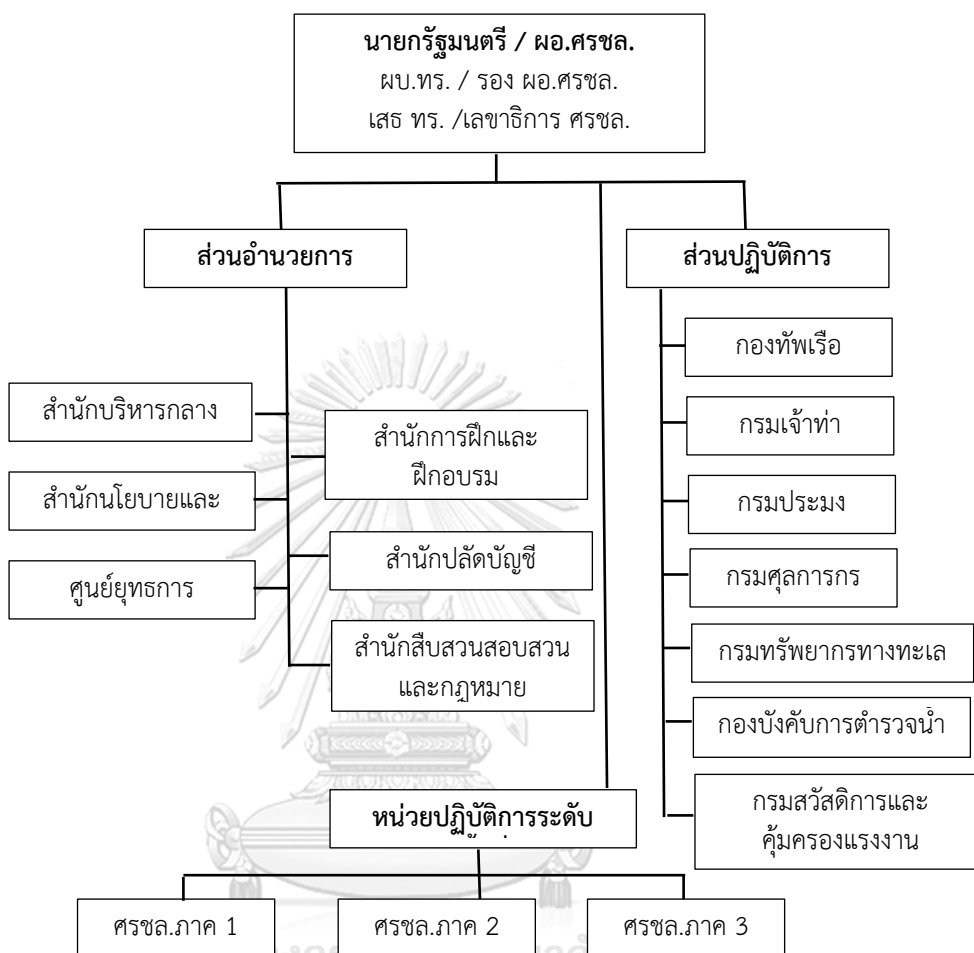 นายกรัฐมนตรี / ผอ.ศรชล.
ผบ.ทร. / รอง ผอ.ศรชล.
เสธ ทร. /เลขาธิการ ศรชล.
ส่วนอำนวยการ
สำนักบริหารกลาง
สำนักนโยบายและ
ศูนย์ยุทธการ
สำนักการฝึกและ
ฝึกอบรม
สำนักปลัดบัญชี
สำนักสืบสวนสอบสวน
และกฎหมาย
ส่วนปฏิบัติการ
กองทัพเรือ
กรมเจ้าท่า
กรมประมง
กรมศุลการกร
กรมทรัพยากรทางทะเล
กองบังคับการตำรวจน้ำ
กรมสวัสดิการและ
คุ้มครองแรงงาน
หน่วยปฏิบัติการระดับ
ศรชล.ภาค 1
ศรชล.ภาค 2
ศรชล.ภาค 3